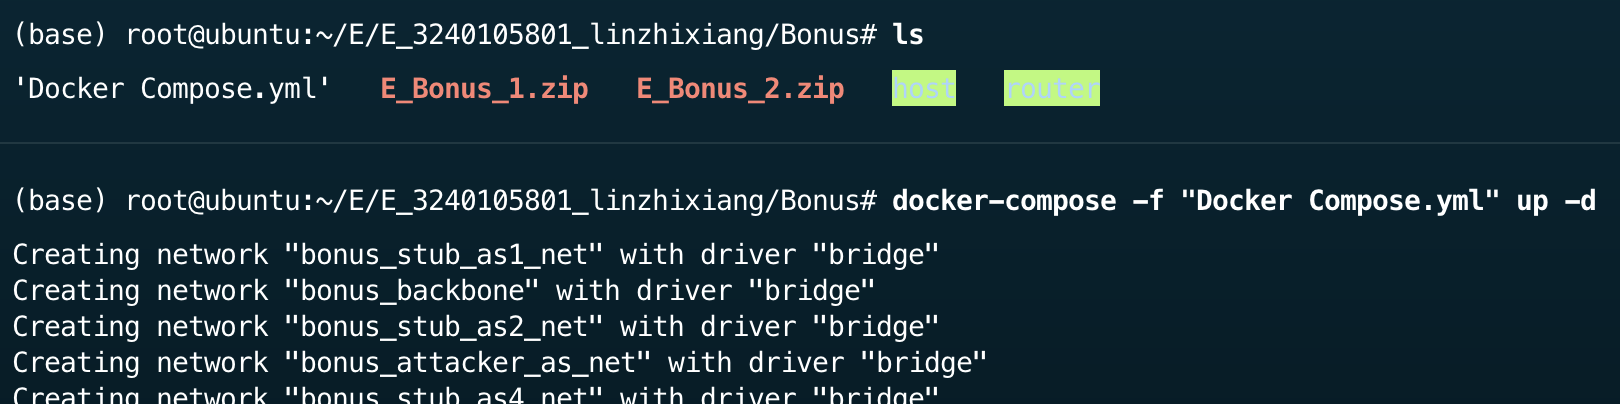 (base) root@ubuntu:~/E/E_3240105801_linzhixiang/Bonus# ls
'Docker Compose.yml'   E_Bonus_1.zip   E_Bonus_2.zip   host   router
(base) root@ubuntu:~/E/E_3240105801_linzhixiang/Bonus# docker-compose -f "Docker Compose.yml" up -d
Creating network "bonus_stub_as1_net" with driver "bridge"
Creating network "bonus_backbone" with driver "bridge"
Creating network "bonus_stub_as2_net" with driver "bridge"
Creating network "bonus_attacker_as_net" with driver "bridge"
Creating network "bonus_stub_as4_net" with driver "bridge"